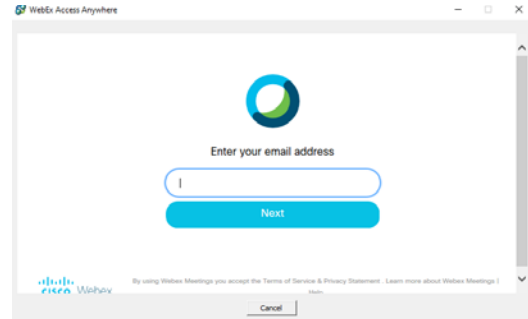 WebEx Access Anywhere
Enter your email address
Next
By using Webex Meetings you accept the Terms of Service & Privacy Statement . Learn more about Webex Meetings |
Help
cisco Webex
Cancel